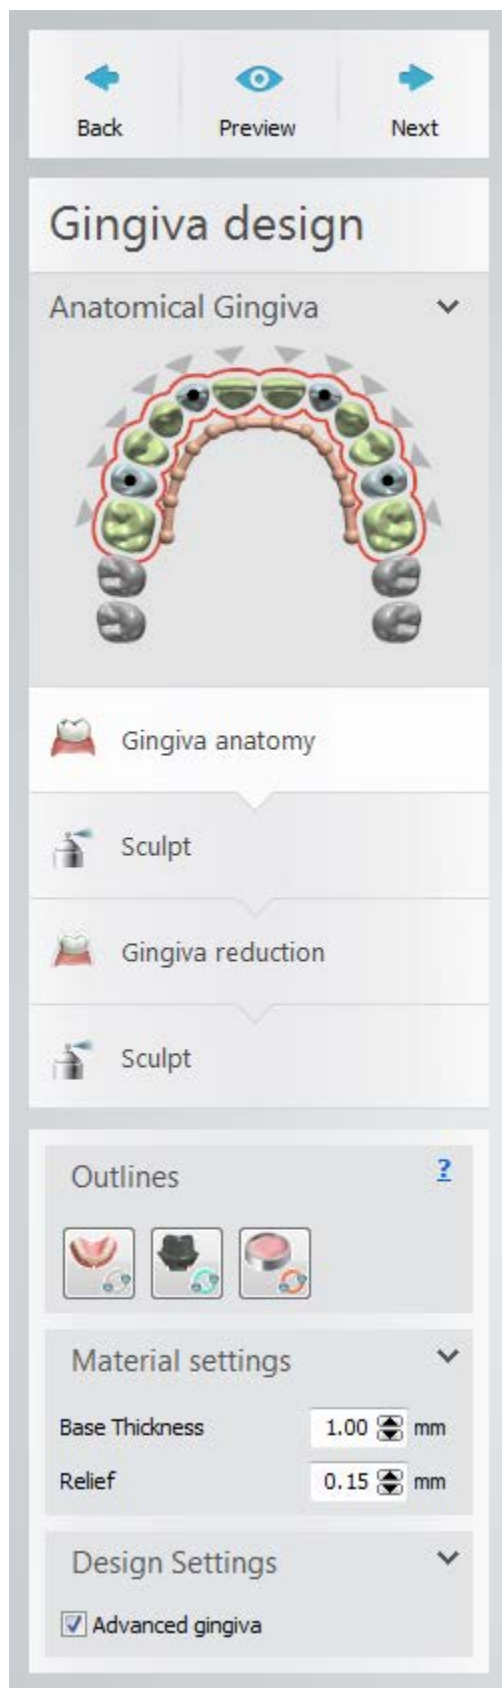 Back Preview Next
Gingiva design
Anatomical Gingiva
Gingiva anatomy
Sculpt
Gingiva reduction
Sculpt
Outlines ?
Material settings
Base Thickness 1.00 mm
Relief 0.15 mm
Design Settings
Advanced gingiva